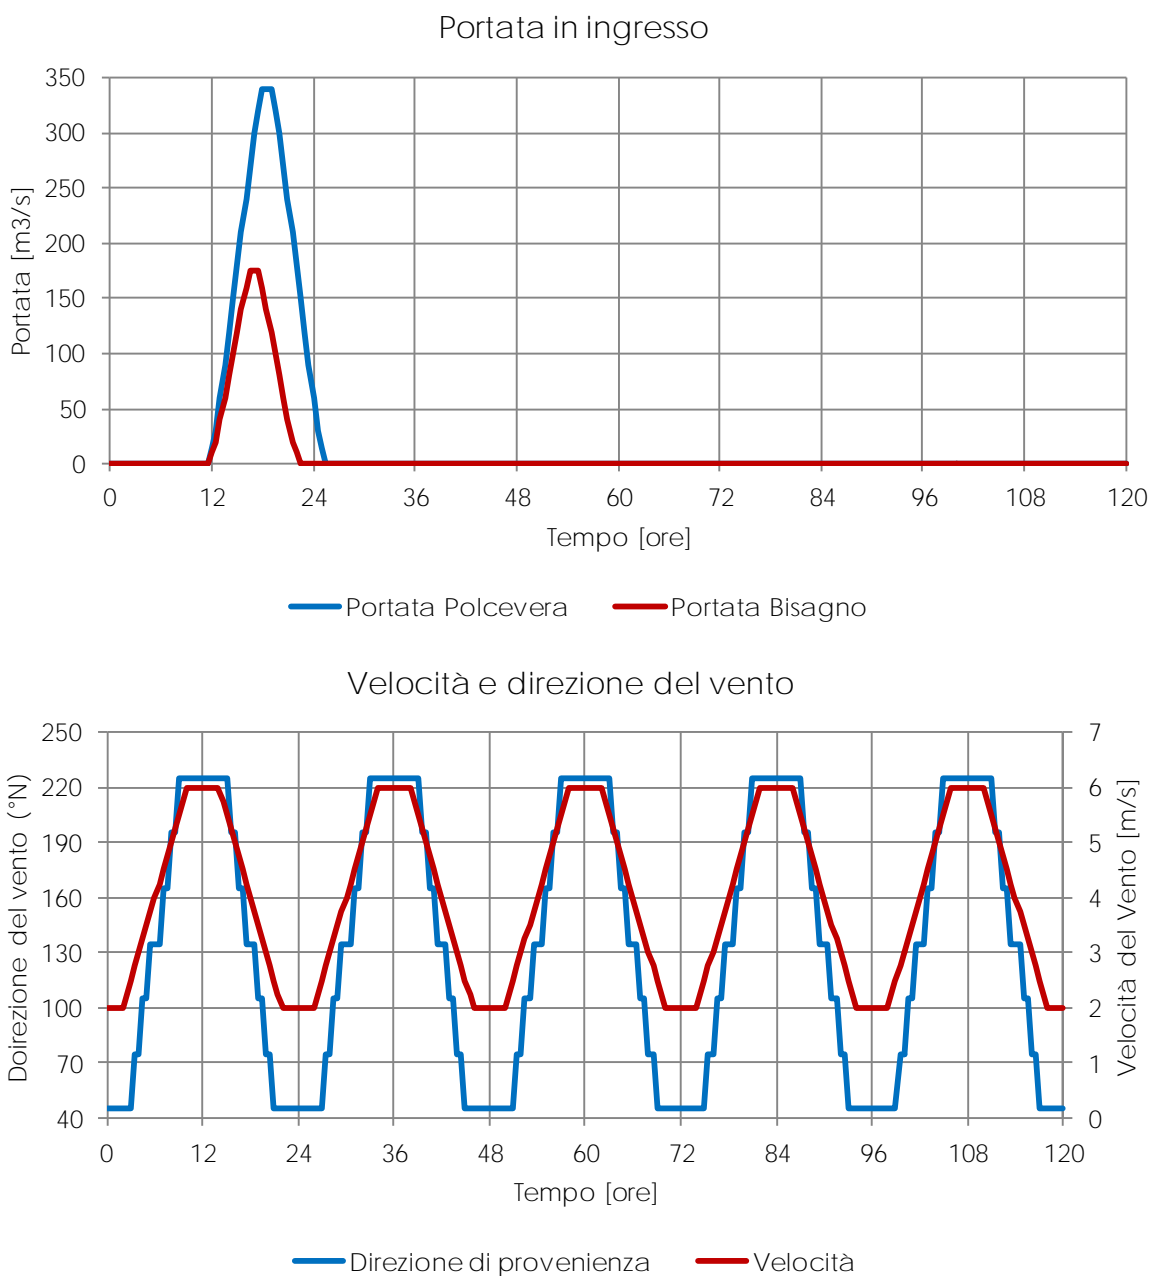 Portata in ingresso
350
300
250
200
150
100
50
0
Portata [m3/s]
0 12 24 36 48 60 72 84 96 108 120
Tempo [ore]
Portata Polcevera Portata Bisagno
Velocità e direzione del vento
250
220
190
160
130
100
70
40
Doirezione del vento (°N)
7
6
5
4
3
2
1
0
Velocità del Vento [m/s]
0 12 24 36 48 60 72 84 96 108 120
Tempo [ore]
Direzione di provenienza Velocità